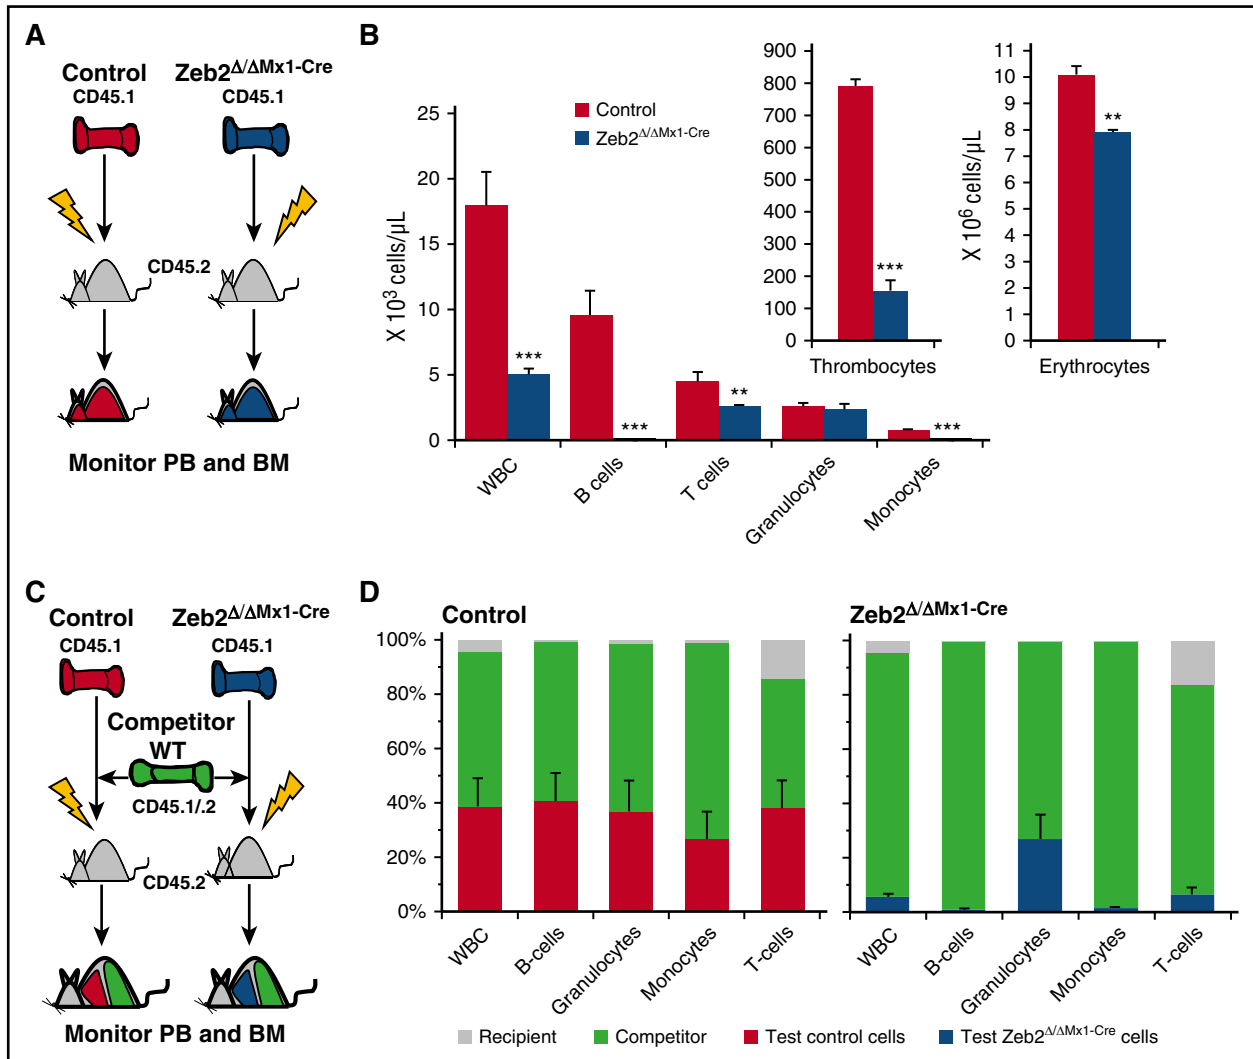 A
Control
CD45.1
Zeb2Δ/ΔMx1-Cre
CD45.1
CD45.2
Monitor PB and BM
B
Control
Zeb2Δ/ΔMx1-Cre
X 10³ cells/µL
25
20
15
10
5
0
***
***
**
***
WBC
B cells
T cells
Granulocytes
Monocytes
900
800
700
600
500
400
300
200
100
0
***
Thrombocytes
X 10⁶ cells/µL
11
10
9
8
7
6
5
4
3
2
1
0
**
Erythrocytes
C
Control
CD45.1
Zeb2Δ/ΔMx1-Cre
CD45.1
Competitor
WT
CD45.1/.2
CD45.2
Monitor PB and BM
D
Control
100%
80%
60%
40%
20%
0%
WBC
B-cells
Granulocytes
Monocytes
T-cells
Zeb2Δ/ΔMx1-Cre
WBC
B-cells
Granulocytes
Monocytes
T-cells
Recipient
Competitor
Test control cells
Test Zeb2Δ/ΔMx1-Cre cells